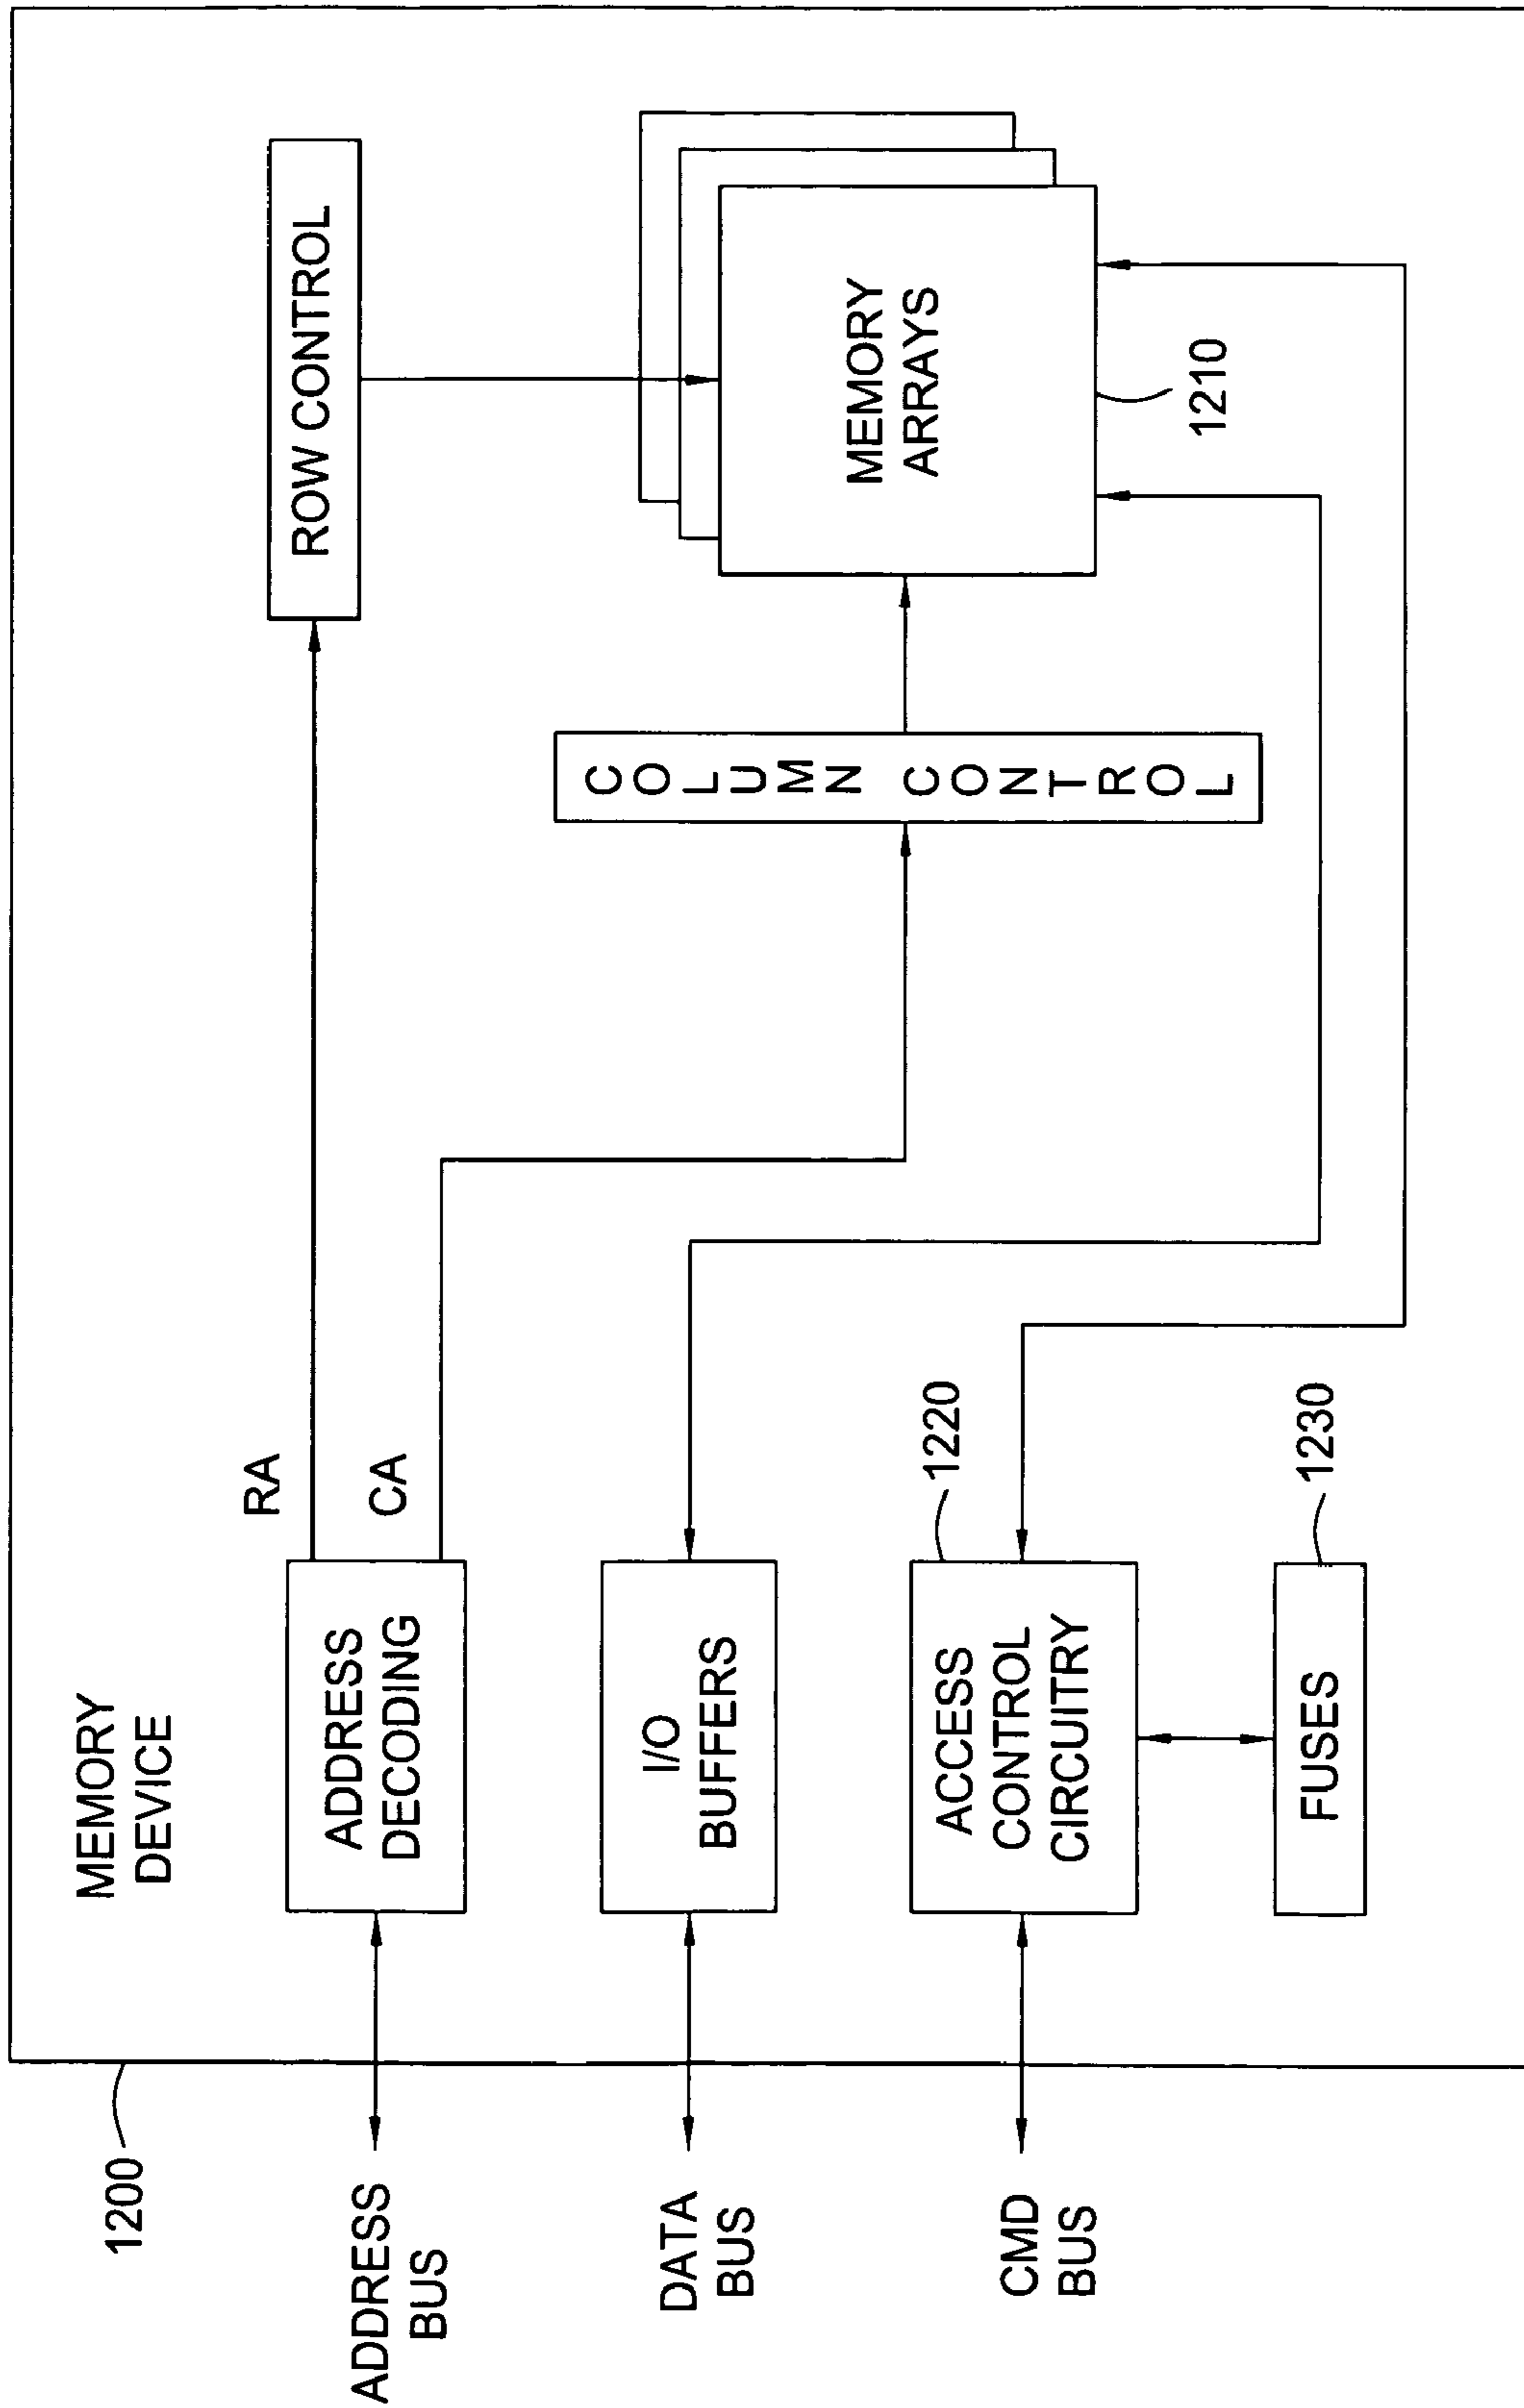 1200
MEMORY
DEVICE
ADDRESS
BUS
ADDRESS
DECODING
RA
CA
ROW CONTROL
COLUMN CONTROL
MEMORY
ARRAYS
1210
DATA
BUS
I/O
BUFFERS
CMD
BUS
ACCESS
CONTROL
CIRCUITRY
1220
FUSES
1230